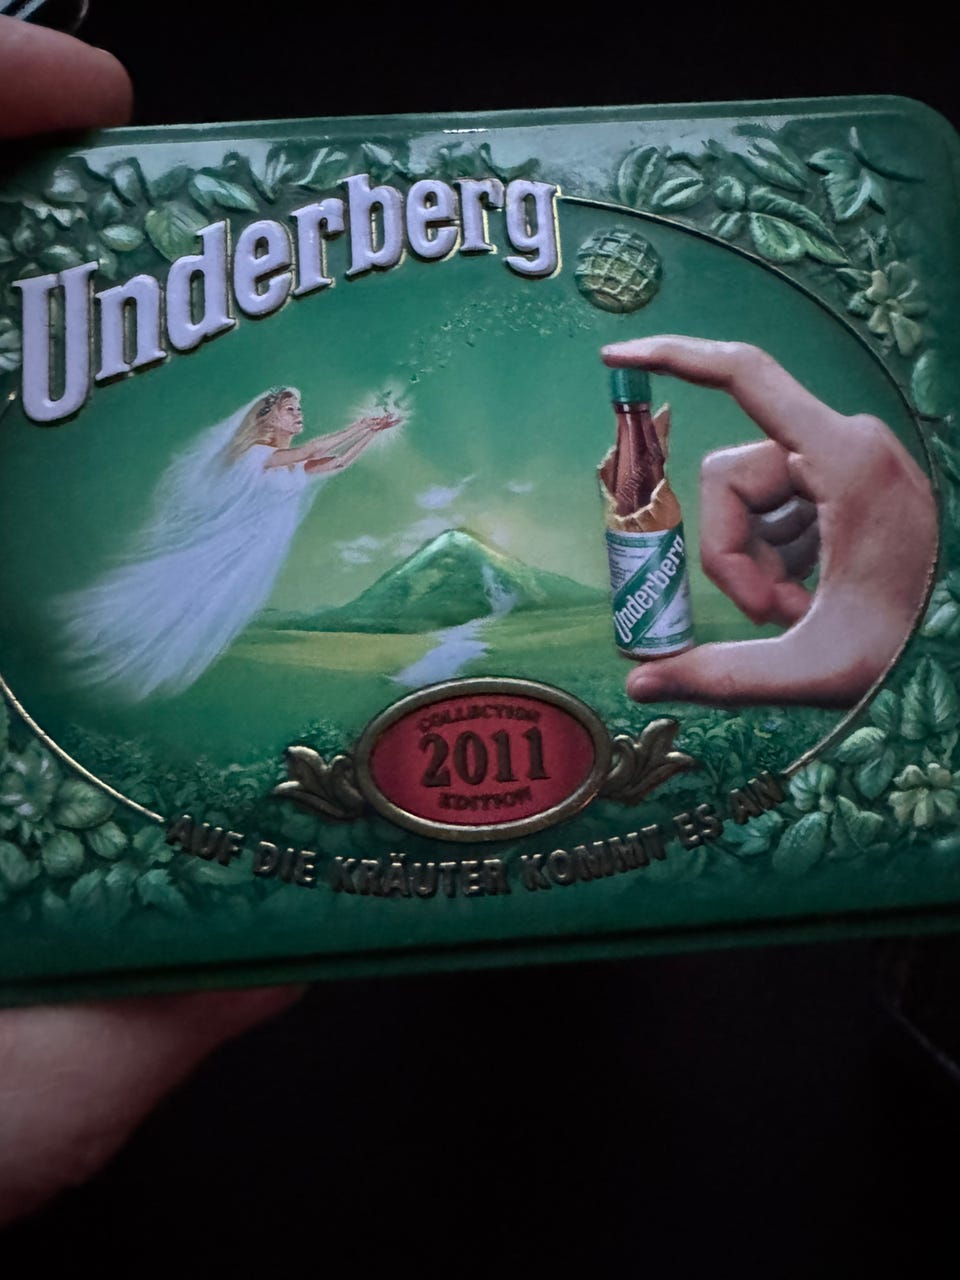 Underberg
Underberg
COLLECTION
2011
EDITION
AUF DIE KRÄUTER KOMMT ES AN